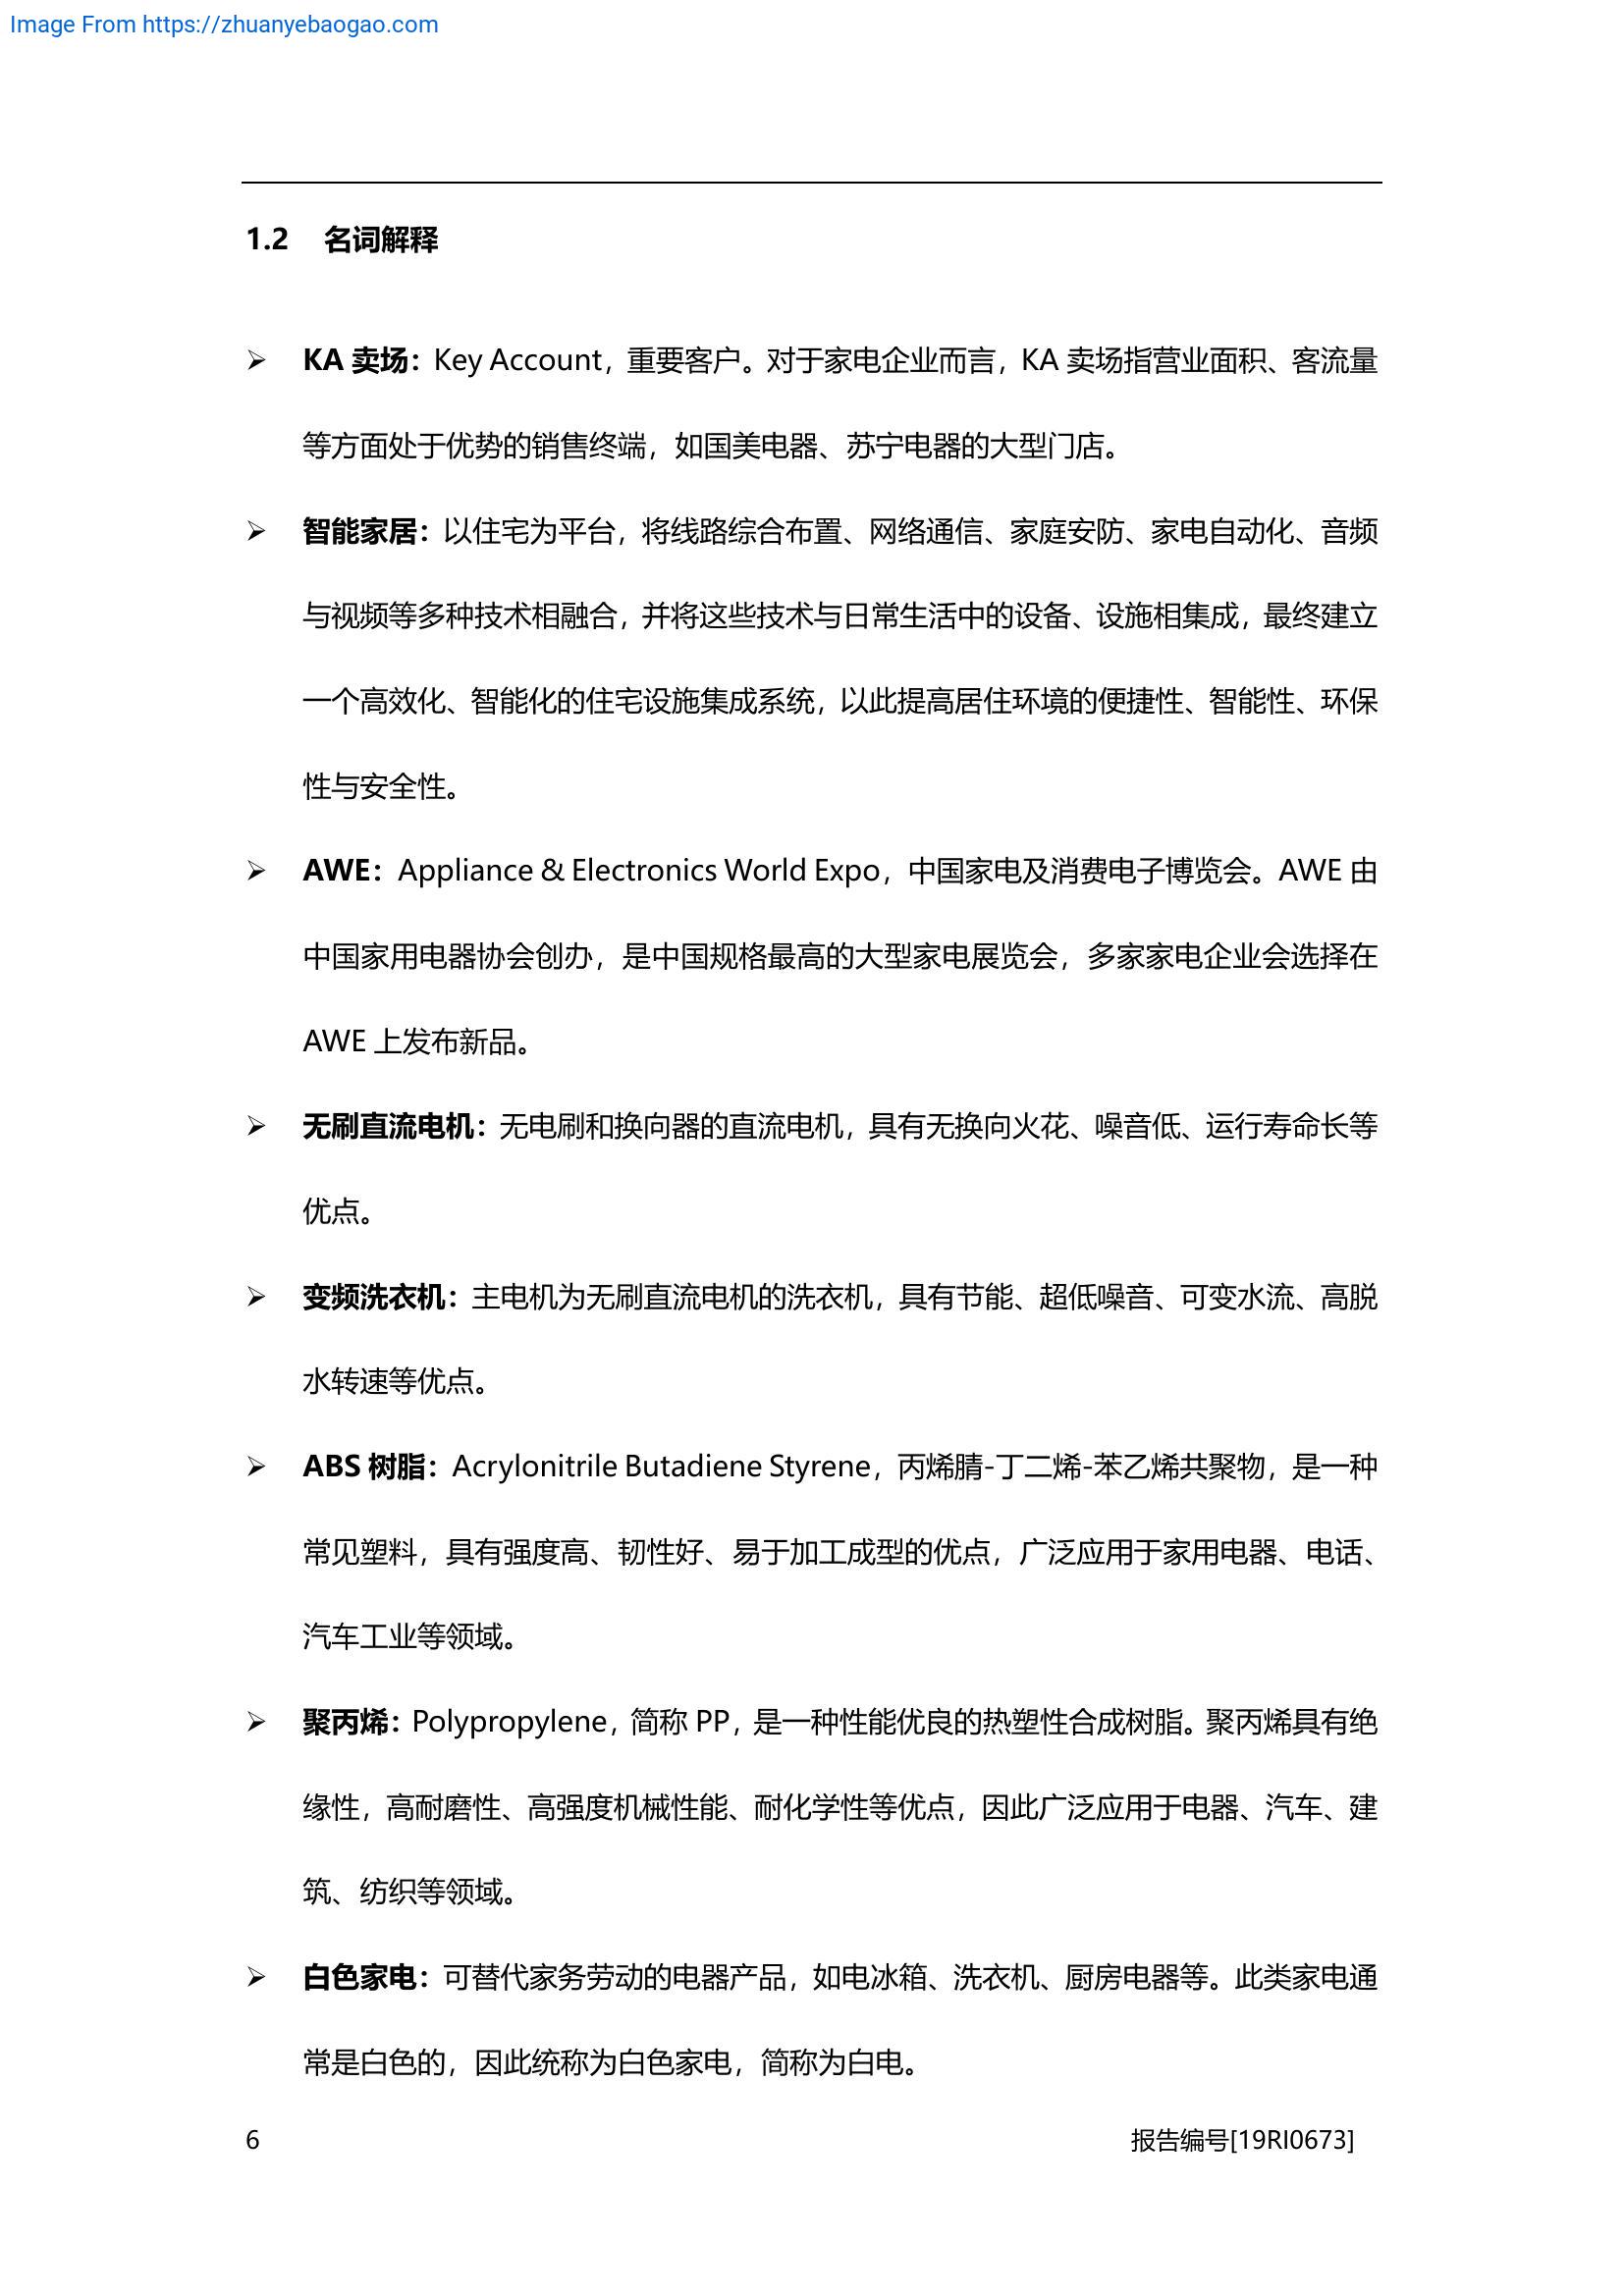 Image From https://zhuanyebaogao.com
1.2 名词解释
➢ KA 卖场：Key Account，重要客户。对于家电企业而言，KA 卖场指营业面积、客流量
等方面处于优势的销售终端，如国美电器、苏宁电器的大型门店。
➢ 智能家居：以住宅为平台，将线路综合布置、网络通信、家庭安防、家电自动化、音频
与视频等多种技术相融合，并将这些技术与日常生活中的设备、设施相集成，最终建立
一个高效化、智能化的住宅设施集成系统，以此提高居住环境的便捷性、智能性、环保
性与安全性。
➢ AWE：Appliance & Electronics World Expo，中国家电及消费电子博览会。AWE 由
中国家用电器协会创办，是中国规格最高的大型家电展览会，多家家电企业会选择在
AWE 上发布新品。
➢ 无刷直流电机：无电刷和换向器的直流电机，具有无换向火花、噪音低、运行寿命长等
优点。
➢ 变频洗衣机：主电机为无刷直流电机的洗衣机，具有节能、超低噪音、可变水流、高脱
水转速等优点。
➢ ABS 树脂：Acrylonitrile Butadiene Styrene，丙烯腈-丁二烯-苯乙烯共聚物，是一种
常见塑料，具有强度高、韧性好、易于加工成型的优点，广泛应用于家用电器、电话、
汽车工业等领域。
➢ 聚丙烯：Polypropylene，简称 PP，是一种性能优良的热塑性合成树脂。聚丙烯具有绝
缘性，高耐磨性、高强度机械性能、耐化学性等优点，因此广泛应用于电器、汽车、建
筑、纺织等领域。
➢ 白色家电：可替代家务劳动的电器产品，如电冰箱、洗衣机、厨房电器等。此类家电通
常是白色的，因此统称为白色家电，简称为白电。
6 报告编号[19RI0673]